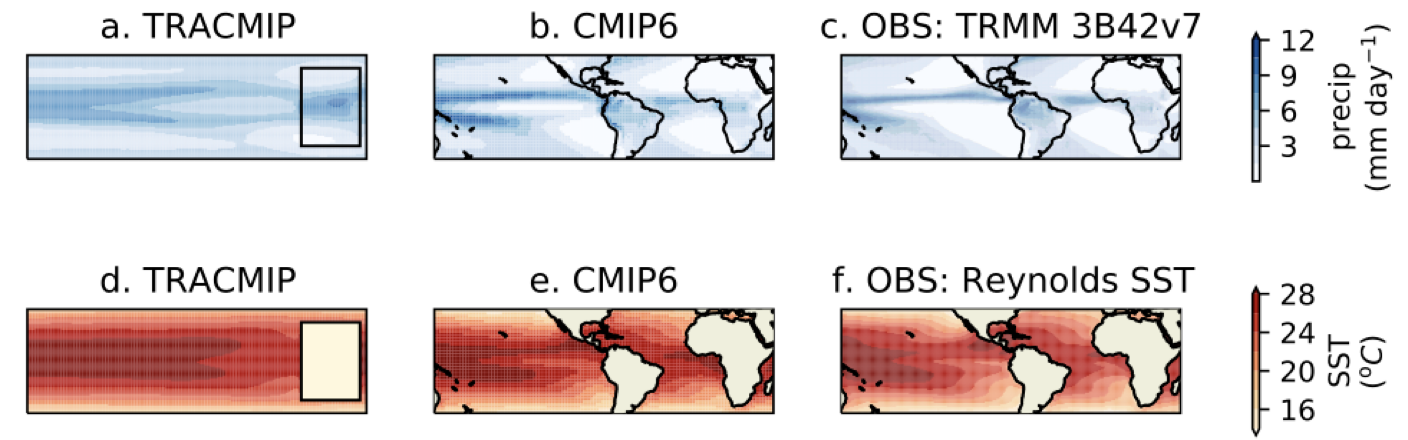 a. TRACMIP
b. CMIP6
c. OBS: TRMM 3B42v7
12
9
6
3
precip
(mm day⁻¹)
d. TRACMIP
e. CMIP6
f. OBS: Reynolds SST
28
24
20
16
SST
(°C)